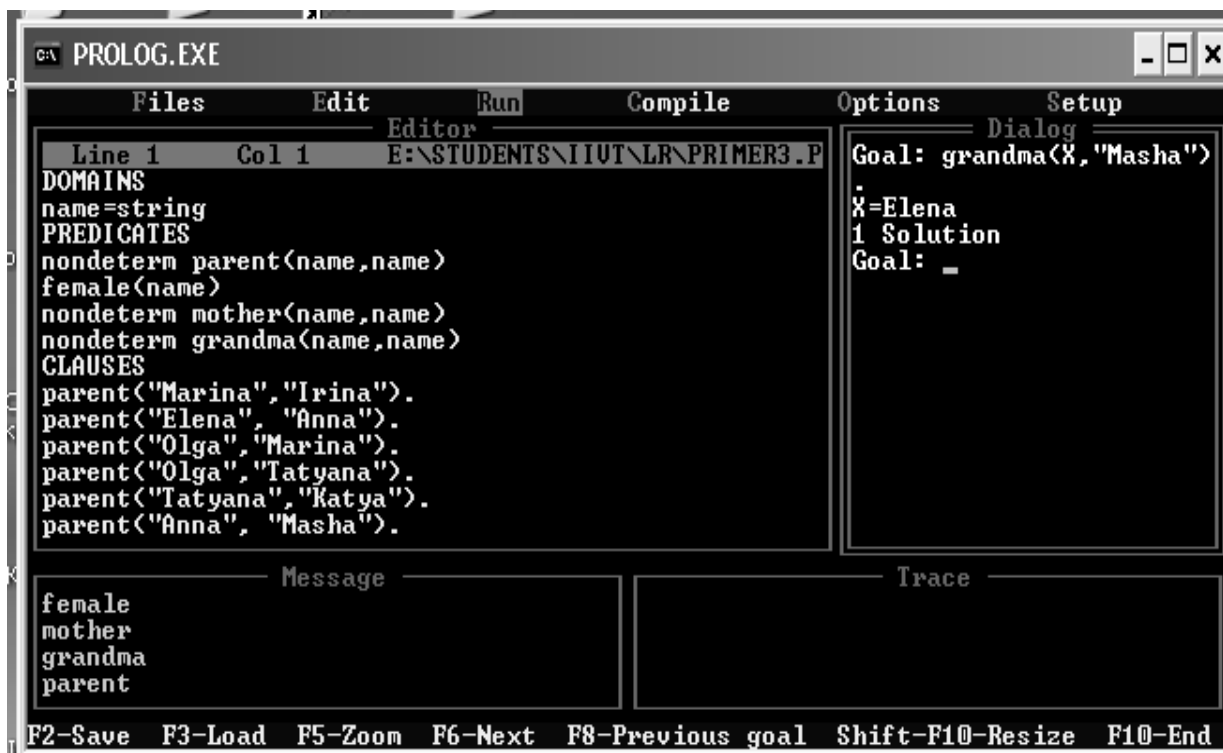 PROLOG.EXE
Files Edit Run Compile Options Setup
Editor
Line 1 Col 1 E:\STUDENTS\IIVT\LR\PRIMER3.P
DOMAINS
name=string
PREDICATES
nondeterm parent(name,name)
female(name)
nondeterm mother(name,name)
nondeterm grandma(name,name)
CLAUSES
parent("Marina","Irina").
parent("Elena", "Anna").
parent("Olga","Marina").
parent("Olga","Tatyana").
parent("Tatyana","Katya").
parent("Anna", "Masha").
Dialog
Goal: grandma(X,"Masha")
.
X=Elena
1 Solution
Goal: _
Message
female
mother
grandma
parent
Trace
F2-Save F3-Load F5-Zoom F6-Next F8-Previous goal Shift-F10-Resize F10-End